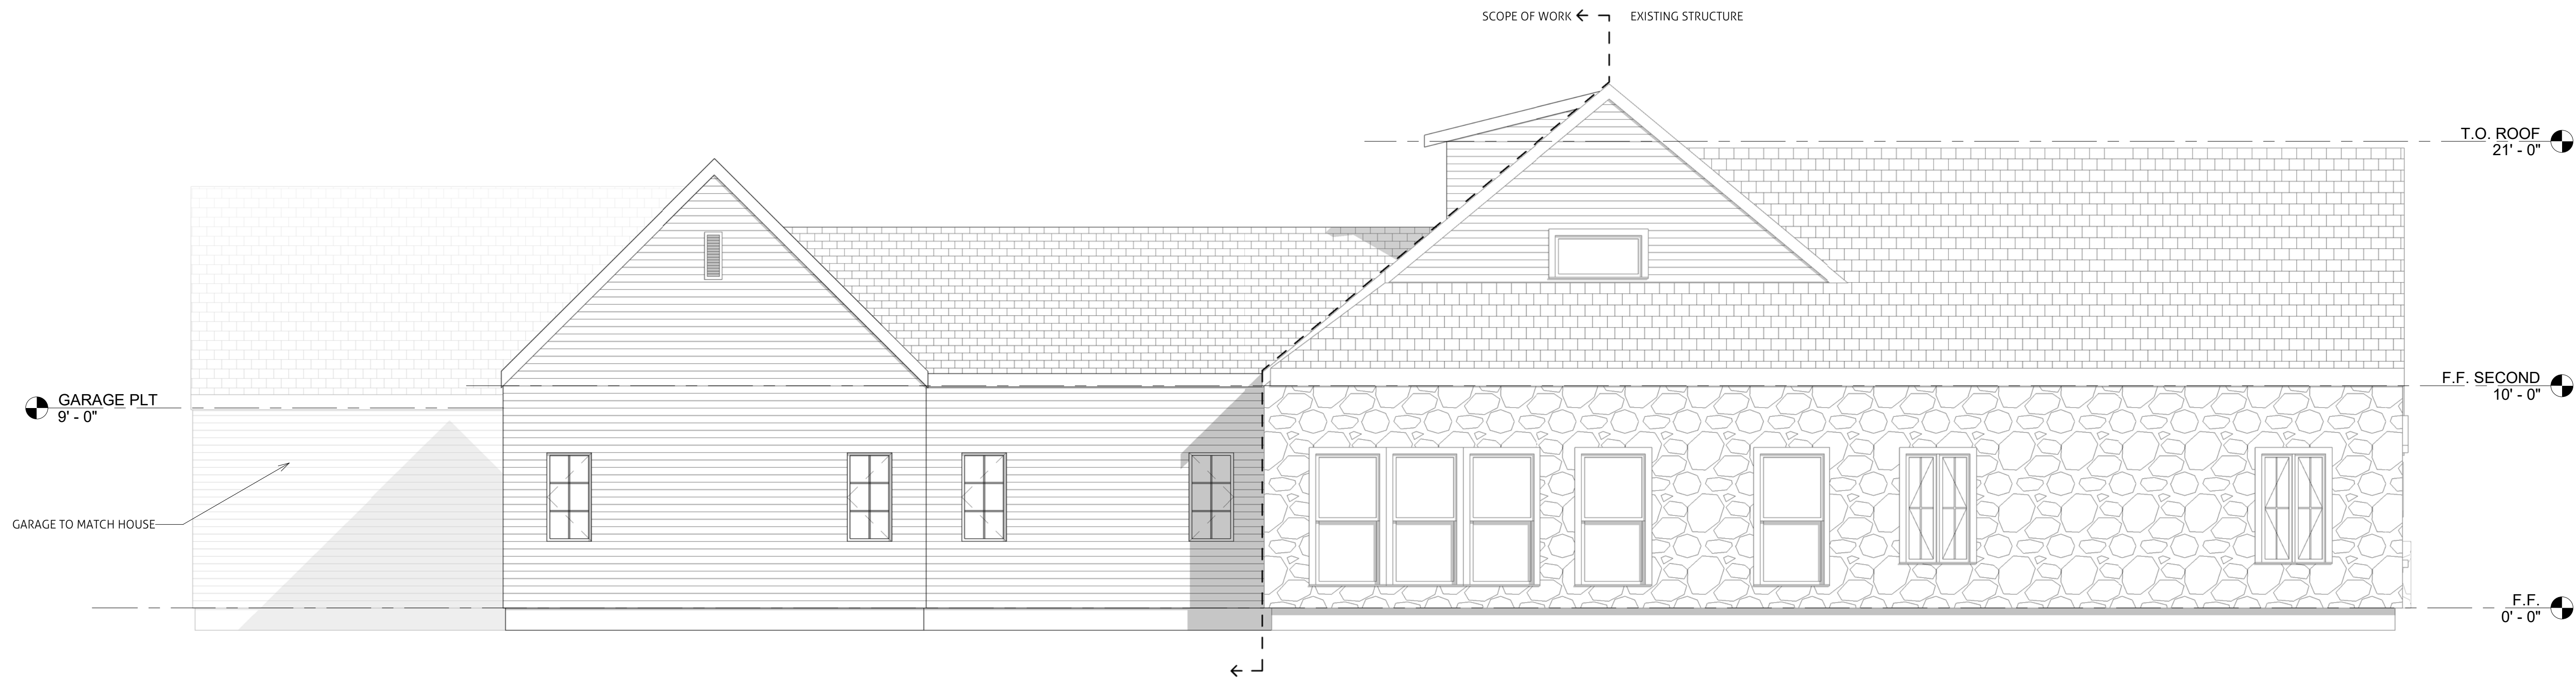 SCOPE OF WORK
EXISTING STRUCTURE
T.O. ROOF
21' - 0"
F.F. SECOND
10' - 0"
GARAGE PLT
9' - 0"
GARAGE TO MATCH HOUSE
F.F.
0' - 0"